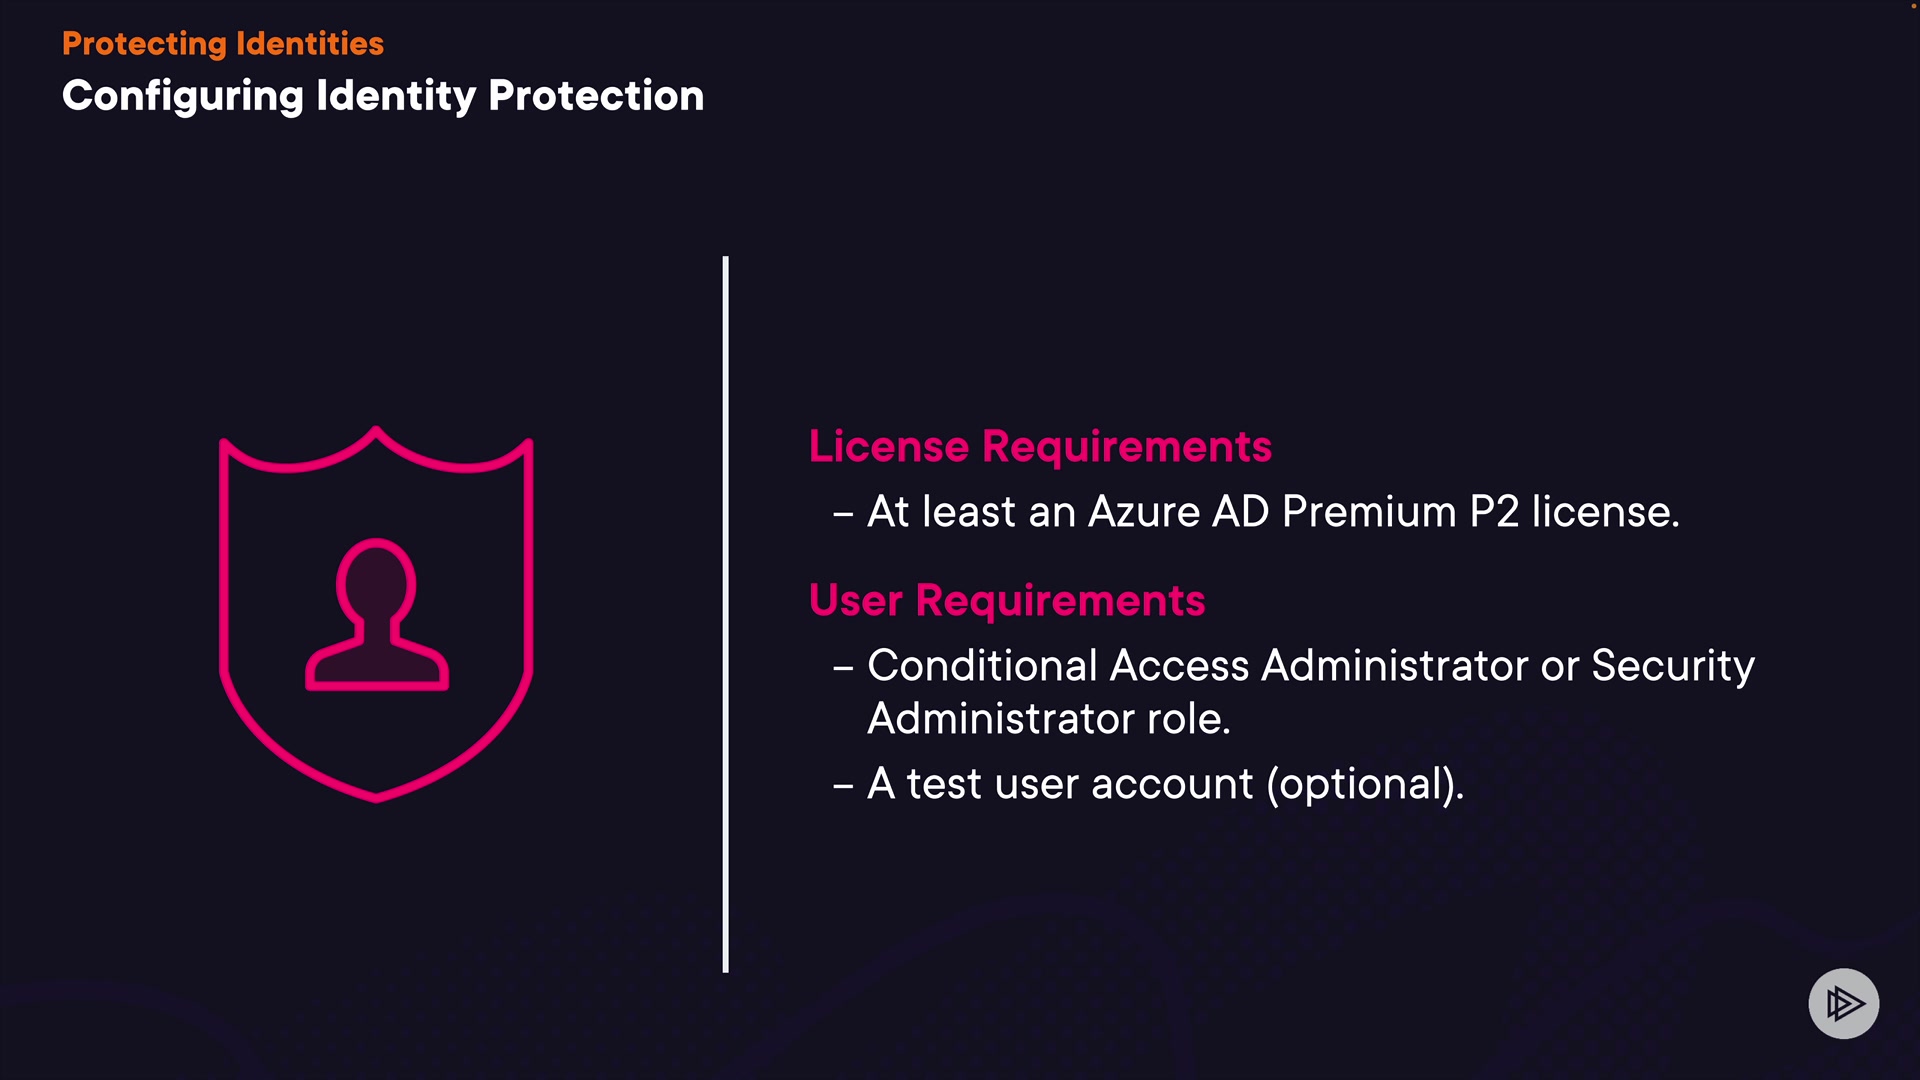 Protecting Identities
Configuring Identity Protection
License Requirements
– At least an Azure AD Premium P2 license.
User Requirements
– Conditional Access Administrator or Security
Administrator role.
– A test user account (optional).